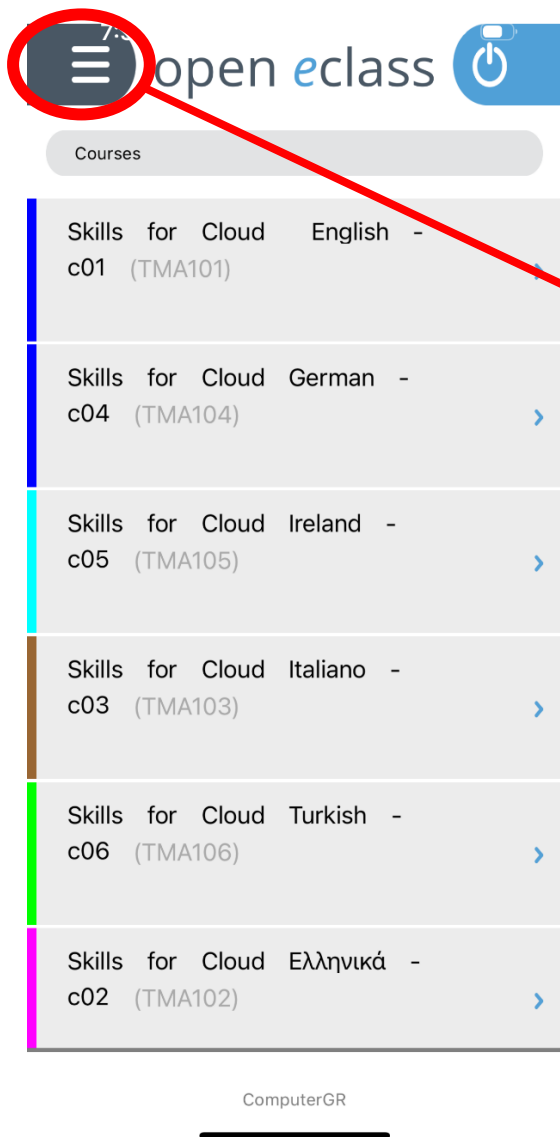 open eclass
Courses
Skills for Cloud English -
c01 (TMA101)
Skills for Cloud German -
c04 (TMA104)
Skills for Cloud Ireland -
c05 (TMA105)
Skills for Cloud Italiano -
c03 (TMA103)
Skills for Cloud Turkish -
c06 (TMA106)
Skills for Cloud Ελληνικά -
c02 (TMA102)
ComputerGR